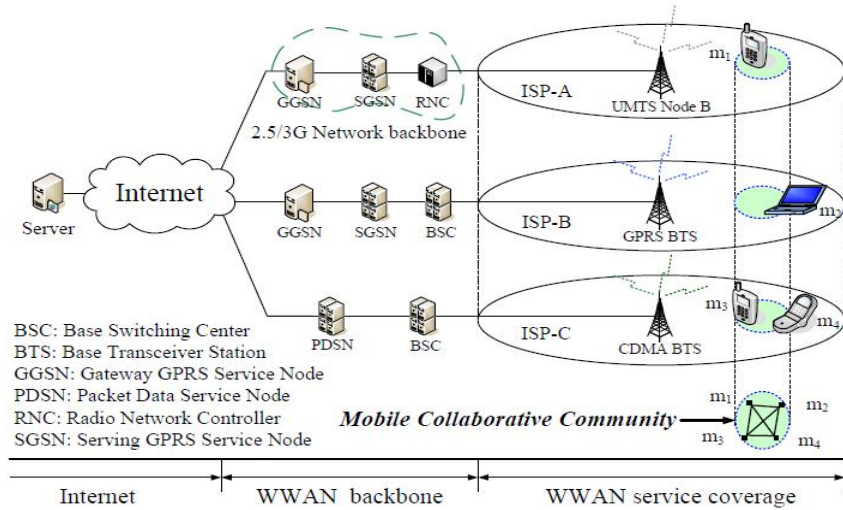 m1
GGSN
SGSN
RNC
ISP-A
UMTS Node B
2.5/3G Network backbone
Internet
Server
GGSN
SGSN
BSC
ISP-B
GPRS BTS
m2
PDSN
BSC
ISP-C
CDMA BTS
m3
m4
BSC: Base Switching Center
BTS: Base Transceiver Station
GGSN: Gateway GPRS Service Node
PDSN: Packet Data Service Node
RNC: Radio Network Controller
SGSN: Serving GPRS Service Node
Mobile Collaborative Community
m1
m2
m3
m4
Internet
WWAN backbone
WWAN service coverage